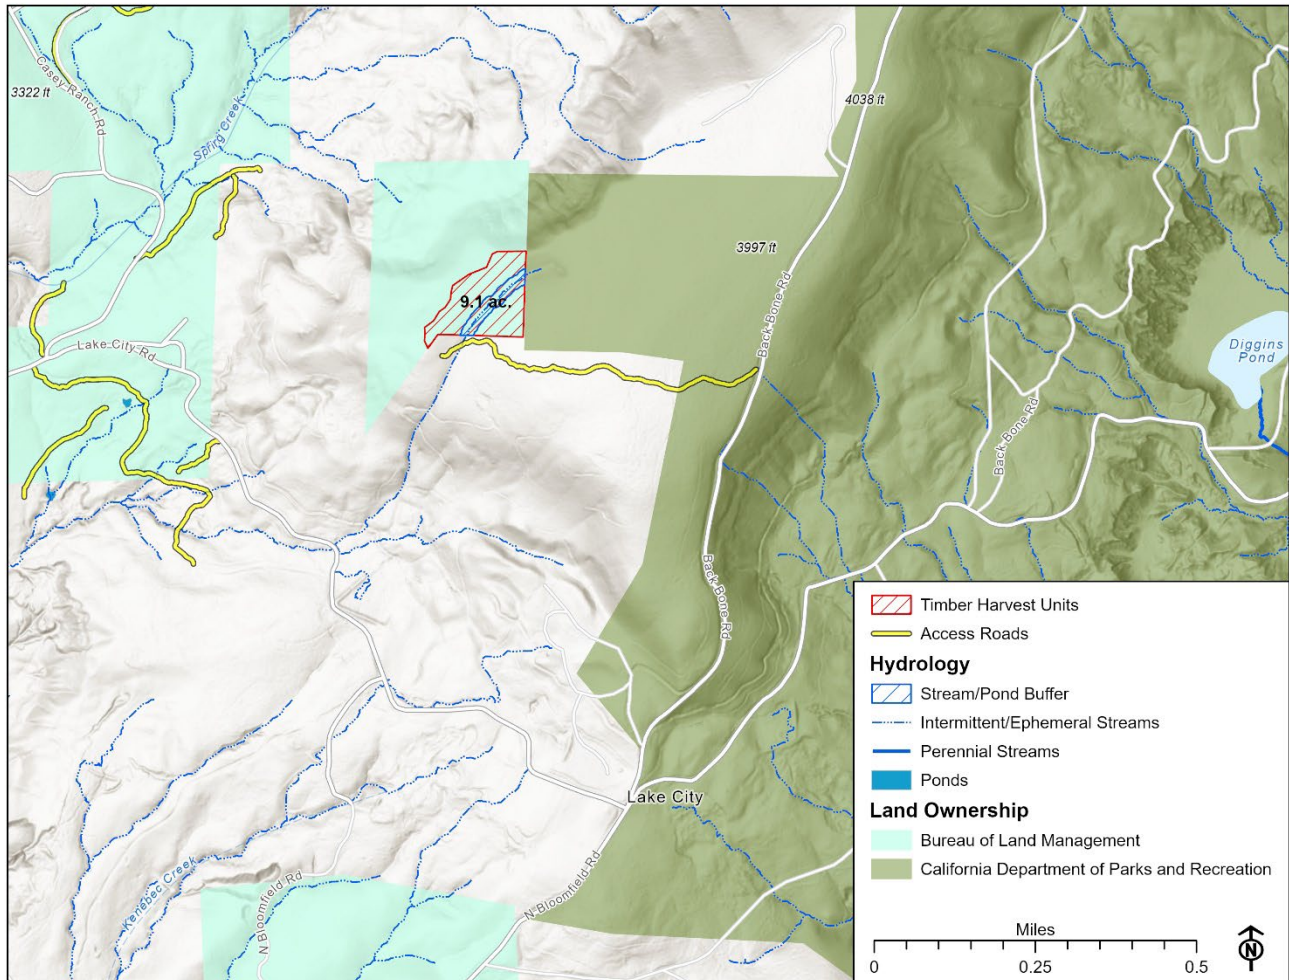 Casey Ranch Rd
3322 ft
Spring Creek
4038 ft
3997 ft
Back Bone Rd
9.1 ac.
Lake City Rd
Diggins
Pond
Back Bone Rd
Back Bone Rd
Lake City
Kenebec Creek
N Bloomfield Rd
N Bloomfield Rd
Timber Harvest Units
Access Roads
Hydrology
Stream/Pond Buffer
Intermittent/Ephemeral Streams
Perennial Streams
Ponds
Land Ownership
Bureau of Land Management
California Department of Parks and Recreation
Miles
0 0.25 0.5
N